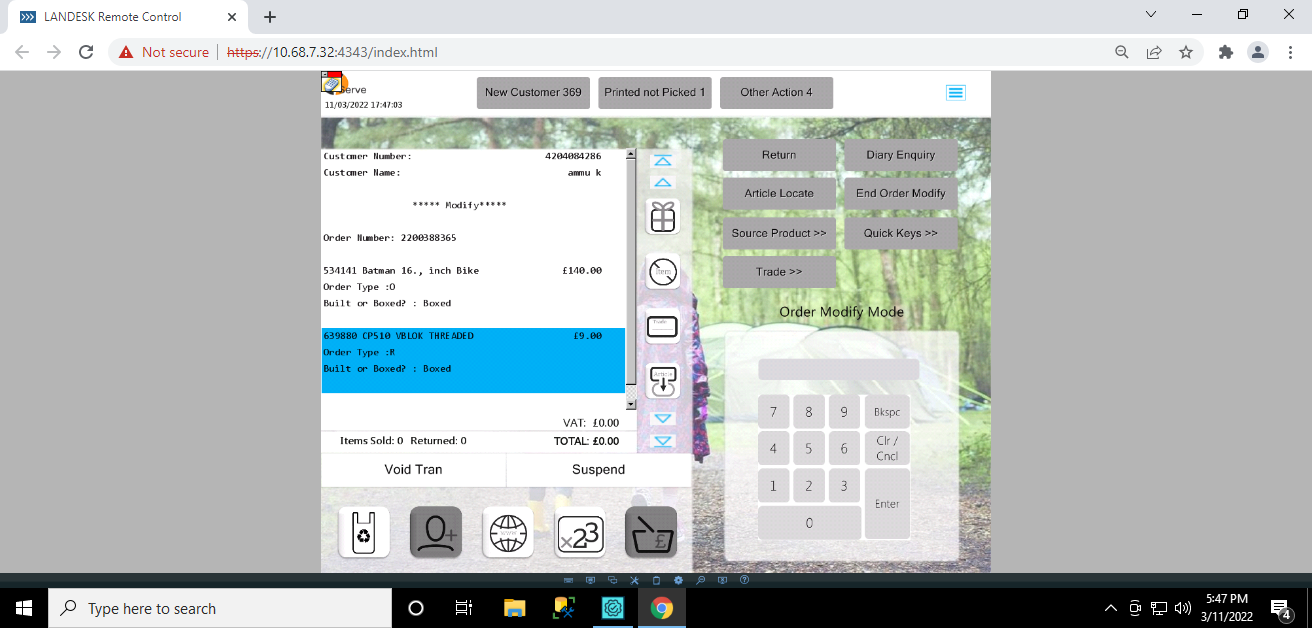 LANDESK Remote Control
Not secure https://10.68.7.32:4343/index.html
serve
11/03/2022 17:47:03
New Customer 369
Printed not Picked 1
Other Action 4
Customer Number: 4204084286
Customer Name: ammu k
***** Modify*****
Order Number: 2200388365
534141 Batman 16., inch Bike £140.00
Order Type :O
Built or Boxed? : Boxed
639880 CP510 VBLOK THREADED £9.00
Order Type :R
Built or Boxed? : Boxed
VAT: £0.00
Items Sold: 0 Returned: 0 TOTAL: £0.00
Void Tran
Suspend
Item
Trade
Article
Return
Diary Enquiry
Article Locate
End Order Modify
Source Product >>
Quick Keys >>
Trade >>
Order Modify Mode
7 8 9 Bkspc
4 5 6 Clr /
Cncl
1 2 3
Enter
0
x23
£
Type here to search
5:47 PM
3/11/2022
4